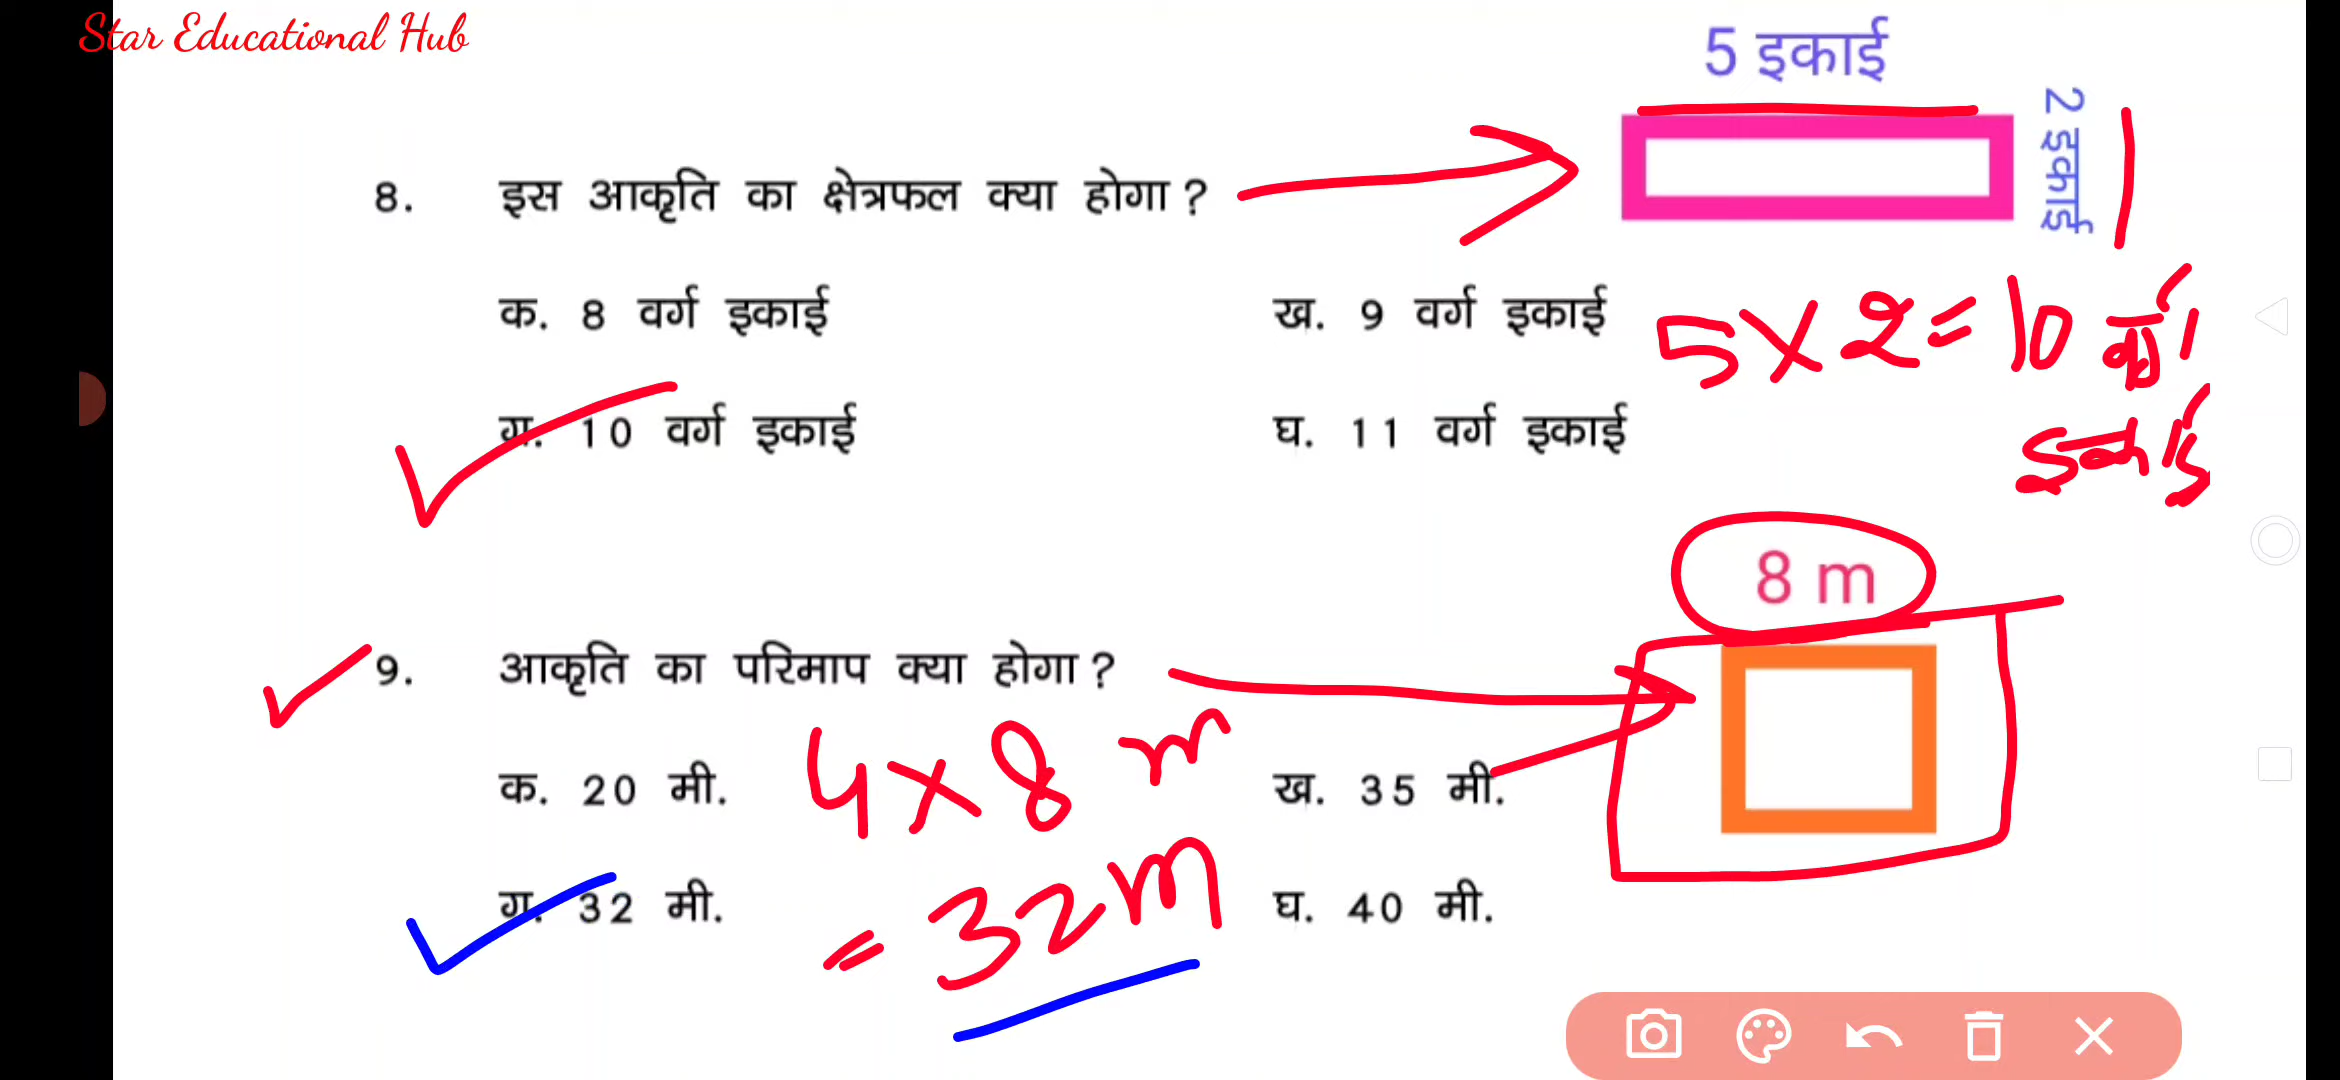 Star Educational Hub
5 इकाई
2 इकाई
8. इस आकृति का क्षेत्रफल क्या होगा ?
क. 8 वर्ग इकाई ख. 9 वर्ग इकाई
5 × 2 = 10 वर्ग
इकाई
ग. 10 वर्ग इकाई घ. 11 वर्ग इकाई
8 m
9. आकृति का परिमाप क्या होगा ?
क. 20 मी. ख. 35 मी.
4 × 8 m
ग. 32 मी. घ. 40 मी.
= 32 m